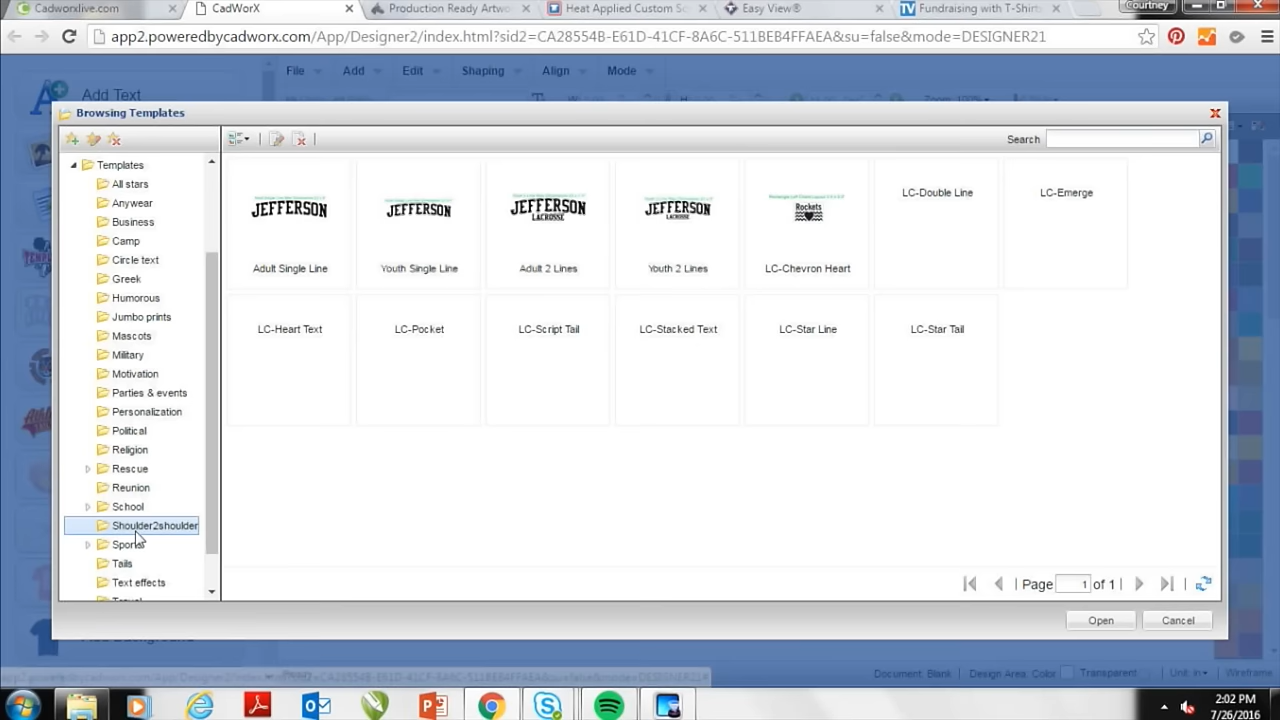 Cadworxlive.com
CadWorX
Production Ready Artwo
Heat Applied Custom Sc
Easy View®
Fundraising with T-Shirts
Courtney
app2.poweredbycadworx.com/App/Designer2/index.html?sid2=CA28554B-E61D-41CF-8A6C-511BEB4FFAEA&su=false&mode=DESIGNER21
File
Add
Edit
Shaping
Align
Mode
Add Text
Browsing Templates
Search
Templates
All stars
Anywear
Business
Camp
Circle text
Greek
Humorous
Jumbo prints
Mascots
Military
Motivation
Parties & events
Personalization
Political
Religion
Rescue
Reunion
School
Shoulder2shoulder
Sports
Tails
Text effects
JEFFERSON
Adult Single Line
JEFFERSON
Youth Single Line
JEFFERSON
LACROSSE
Adult 2 Lines
JEFFERSON
LACROSSE
Youth 2 Lines
Rockets
LC-Chevron Heart
LC-Double Line
LC-Emerge
LC-Heart Text
LC-Pocket
LC-Script Tail
LC-Stacked Text
LC-Star Line
LC-Star Tail
Page 1 of 1
Open
Cancel
Document: Blank
Design Area: Color
Transparent
Unit: in
Wireframe
2:02 PM
7/26/2016